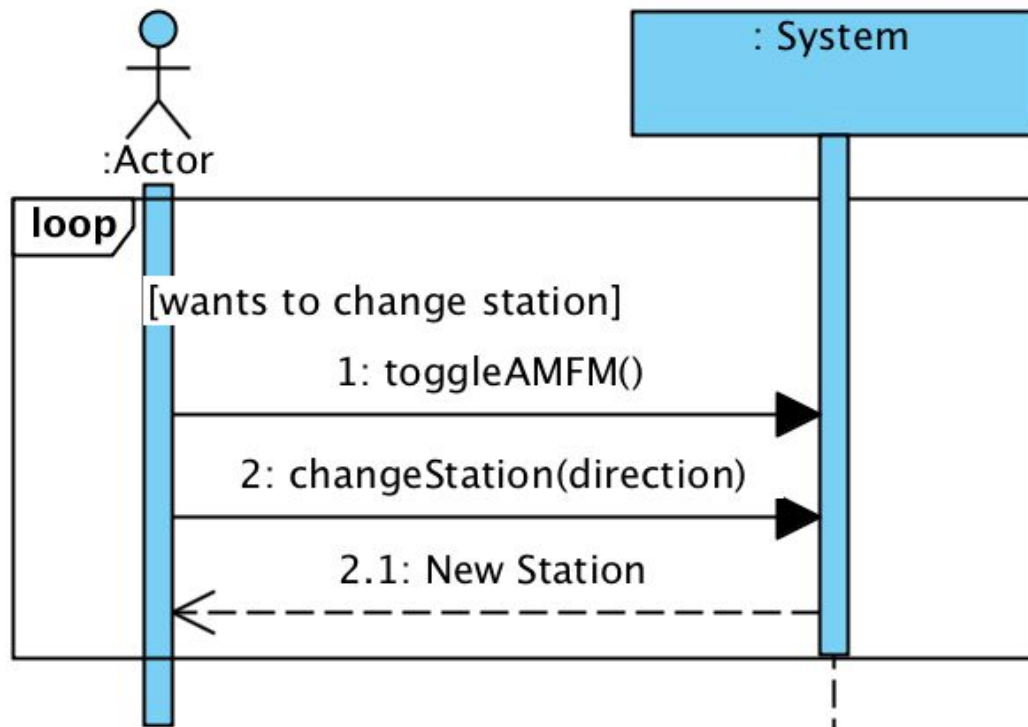 : System
:Actor
loop
[wants to change station]
1: toggleAMFM()
2: changeStation(direction)
2.1: New Station